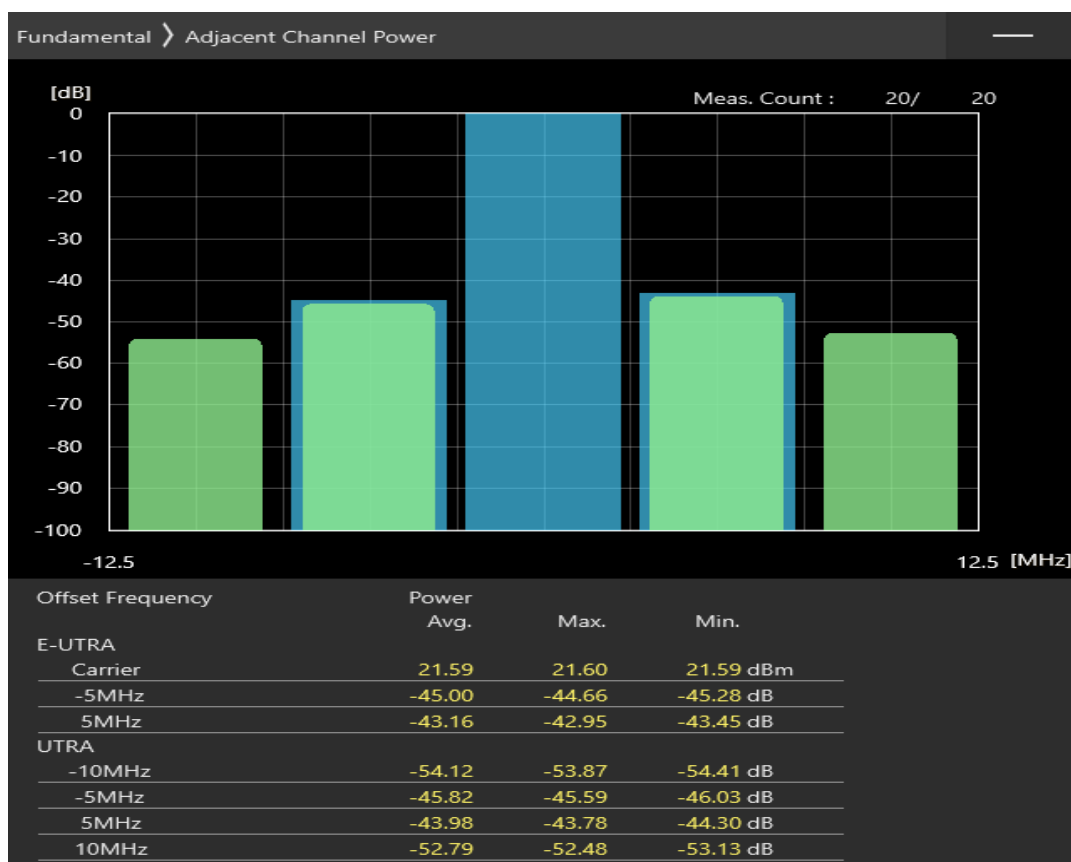 Fundamental ❯ Adjacent Channel Power
[dB]
Meas. Count : 20/ 20
0
-10
-20
-30
-40
-50
-60
-70
-80
-90
-100
-12.5 12.5 [MHz]
Offset Frequency Power
Avg. Max. Min.
E-UTRA
Carrier 21.59 21.60 21.59 dBm
-5MHz -45.00 -44.66 -45.28 dB
5MHz -43.16 -42.95 -43.45 dB
UTRA
-10MHz -54.12 -53.87 -54.41 dB
-5MHz -45.82 -45.59 -46.03 dB
5MHz -43.98 -43.78 -44.30 dB
10MHz -52.79 -52.48 -53.13 dB